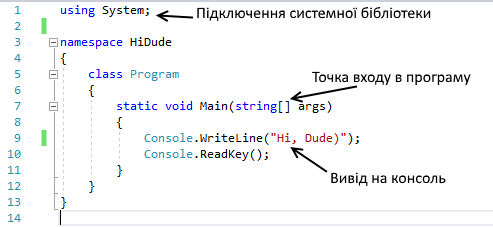 1 using System; Підключення системної бібліотеки
2
3 namespace HiDude
4 {
5 class Program
6 { Точка входу в програму
7 static void Main(string[] args)
8 {
9 Console.WriteLine("Hi, Dude)");
10 Console.ReadKey();
11 } Вивід на консоль
12 }
13 }
14